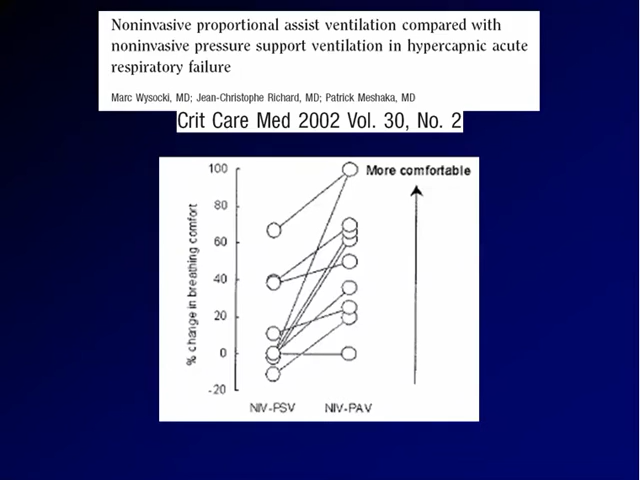 Noninvasive proportional assist ventilation compared with
noninvasive pressure support ventilation in hypercapnic acute
respiratory failure
Marc Wysocki, MD; Jean-Christophe Richard, MD; Patrick Meshaka, MD
Crit Care Med 2002 Vol. 30, No. 2
% change in breathing comfort
100
80
60
40
20
0
-20
More comfortable
NIV-PSV NIV-PAV